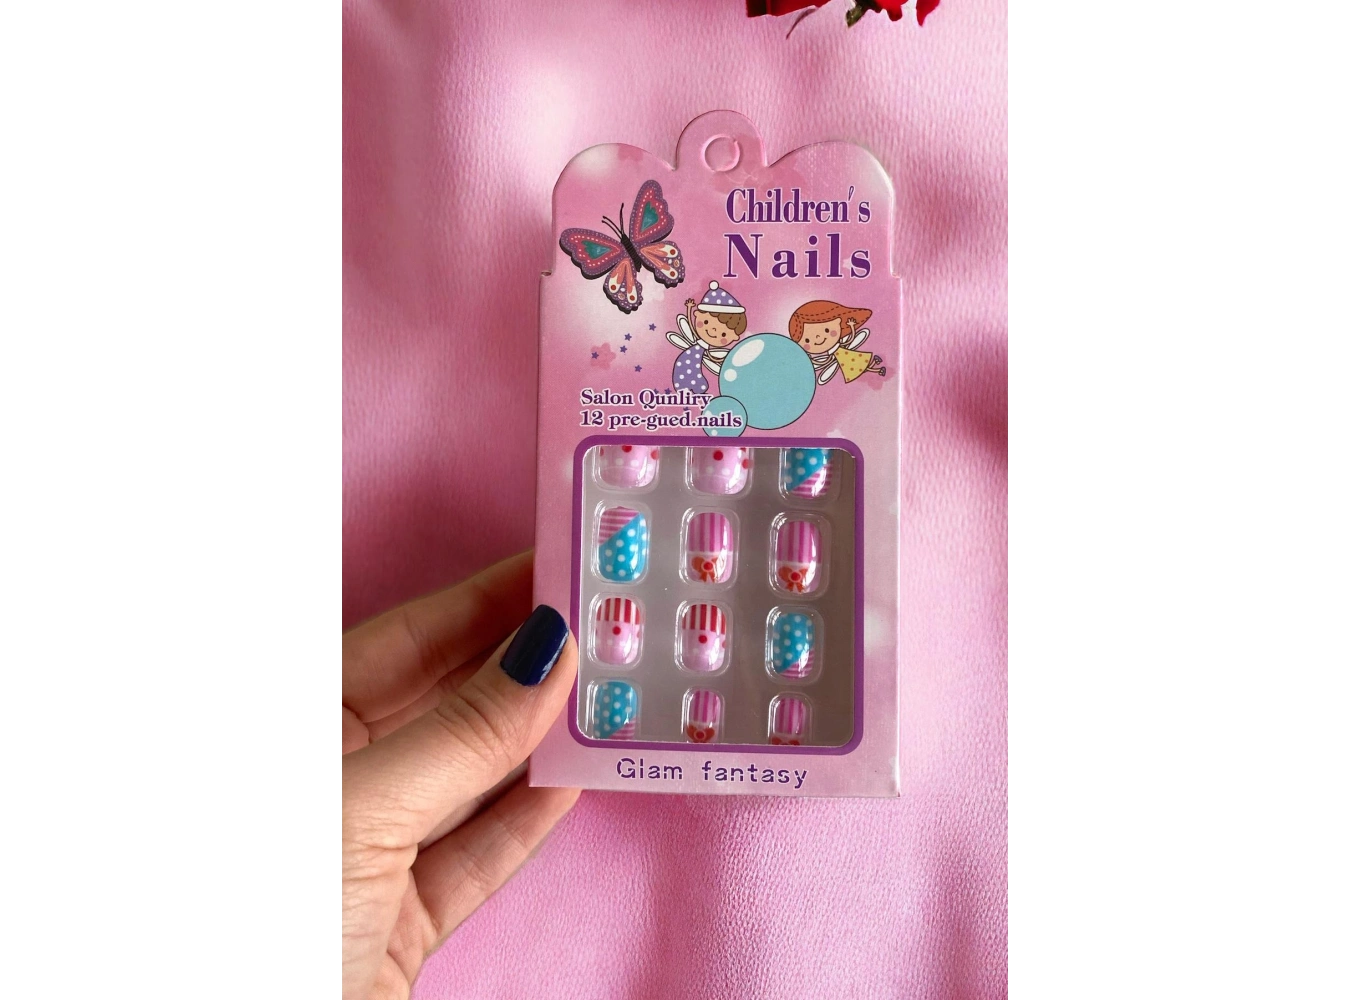 Children's
Nails
Salon Qunliry
12 pre-gued.nails
Glam fantasy